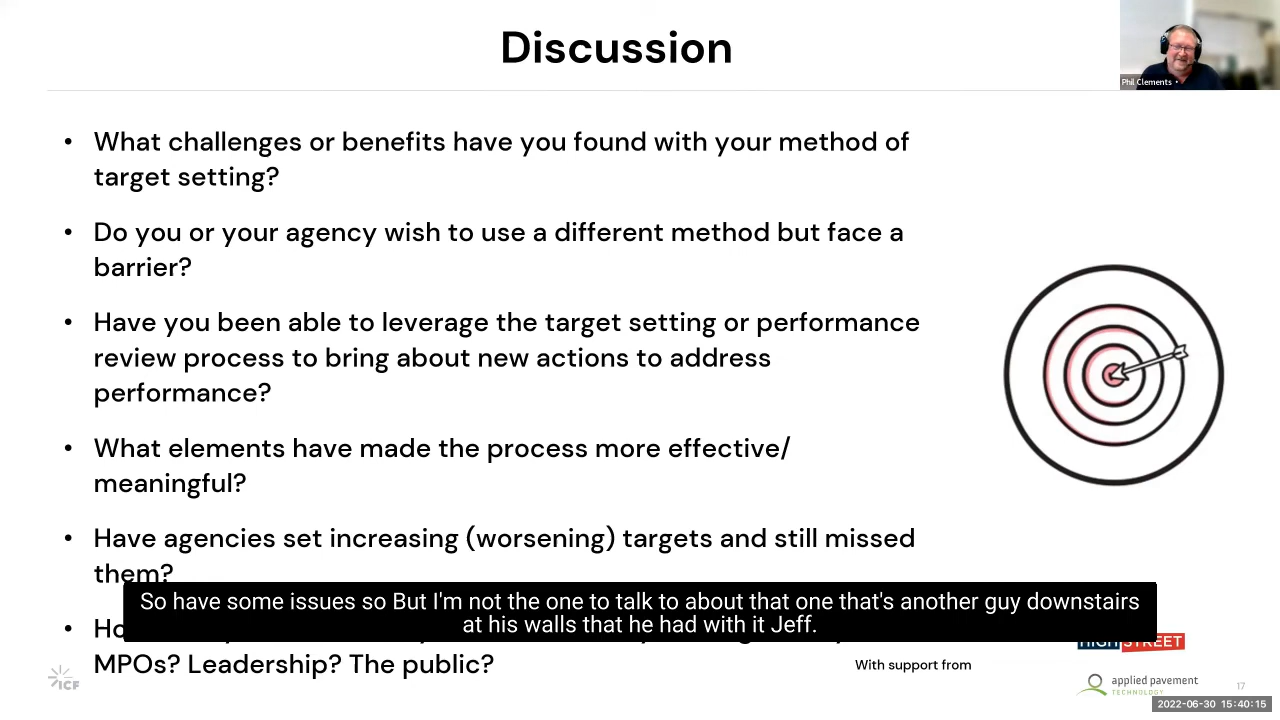 Discussion
Phil Clements
• What challenges or benefits have you found with your method of
target setting?
• Do you or your agency wish to use a different method but face a
barrier?
• Have you been able to leverage the target setting or performance
review process to bring about new actions to address
performance?
• What elements have made the process more effective/
meaningful?
• Have agencies set increasing (worsening) targets and still missed
them?
So have some issues so But I'm not the one to talk to about that one that's another guy downstairs
at his walls that he had with it Jeff.
•
MPOs? Leadership? The public?
HIGH STREET
With support from
ICF
applied pavement
TECHNOLOGY
17
2022-06-30 15:40:15